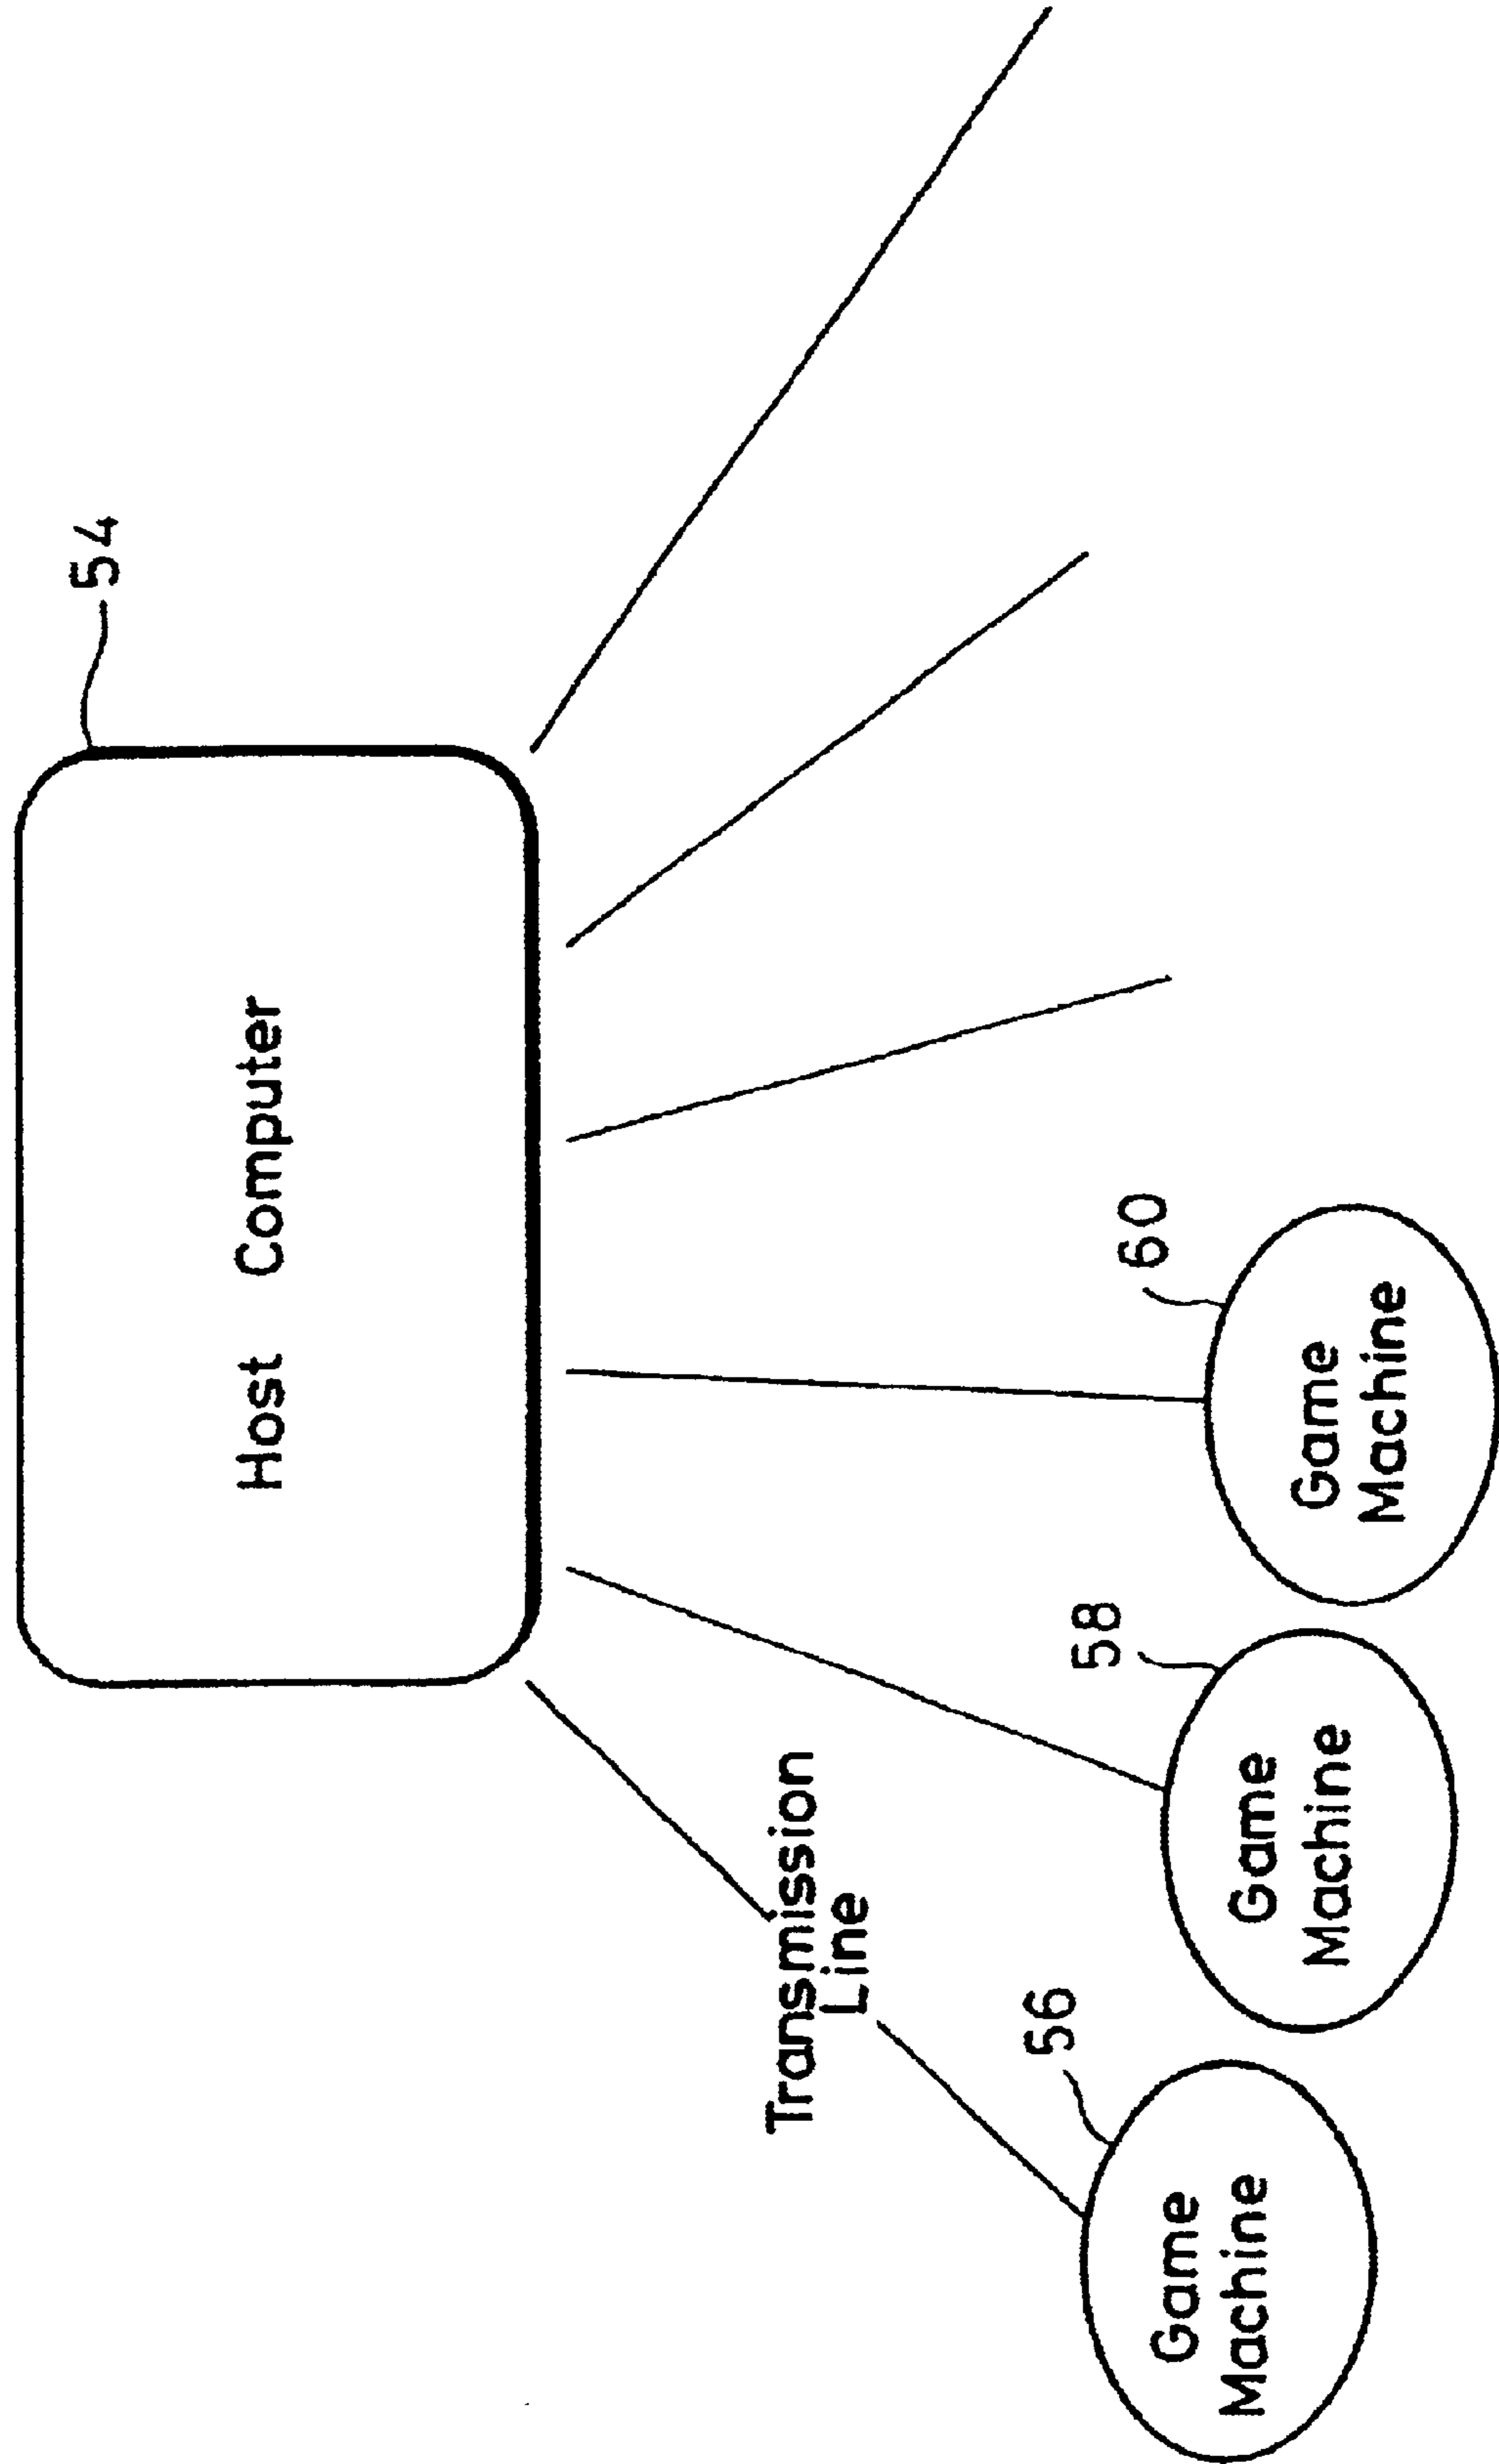 54
Host Computer
Transmission
Line
56
Game
Machine
58
Game
Machine
60
Game
Machine